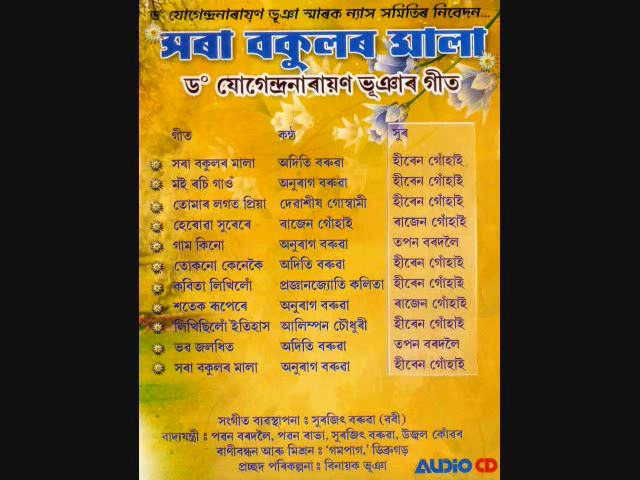 ড° যোগেন্দ্ৰনাৰায়ণ ভূঞা স্মাৰক ন্যাস সমিতিৰ নিবেদন...
সৰা বকুলৰ মালা
ড° যোগেন্দ্ৰনাৰায়ণ ভূঞাৰ গীত
গীত কণ্ঠ সুৰ
সৰা বকুলৰ মালা অদিতি বৰুৱা হীৰেন গোঁহাই
মই ৰচি গাওঁ অনুৰাগ বৰুৱা হীৰেন গোঁহাই
তোমাৰ লগত প্ৰিয়া দেৱাশীষ গোস্বামী হীৰেন গোঁহাই
হেৰোৱা সুৰেৰে ৰাজেন গোঁহাই ৰাজেন গোঁহাই
গাম কিনো অনুৰাগ বৰুৱা তপন বৰদলৈ
তোকনো কেনেকৈ অদিতি বৰুৱা হীৰেন গোঁহাই
কবিতা লিখিলোঁ প্ৰজ্ঞানজ্যোতি কলিতা হীৰেন গোঁহাই
শতেক ৰূপেৰে অনুৰাগ বৰুৱা ৰাজেন গোঁহাই
লিখিছিলোঁ ইতিহাস আলিম্পন চৌধুৰী হীৰেন গোঁহাই
ভৱ জলধিত অদিতি বৰুৱা তপন বৰদলৈ
সৰা বকুলৰ মালা অনুৰাগ বৰুৱা হীৰেন গোঁহাই
সংগীত ব্যৱস্থাপনা : সুৰজিৎ বৰুৱা (ববী)
বাদ্যযন্ত্ৰী : পৱন বৰদলৈ, পৱন ৰাভা, সুৰজিৎ বৰুৱা, উজ্বল কোঁৱৰ
বাণীবন্ধন আৰু মিশ্ৰন : 'গমপাগ,' ডিব্ৰুগড়
প্ৰচ্ছদ পৰিকল্পনা : বিনায়ক ভূঞা
AUDIO CD